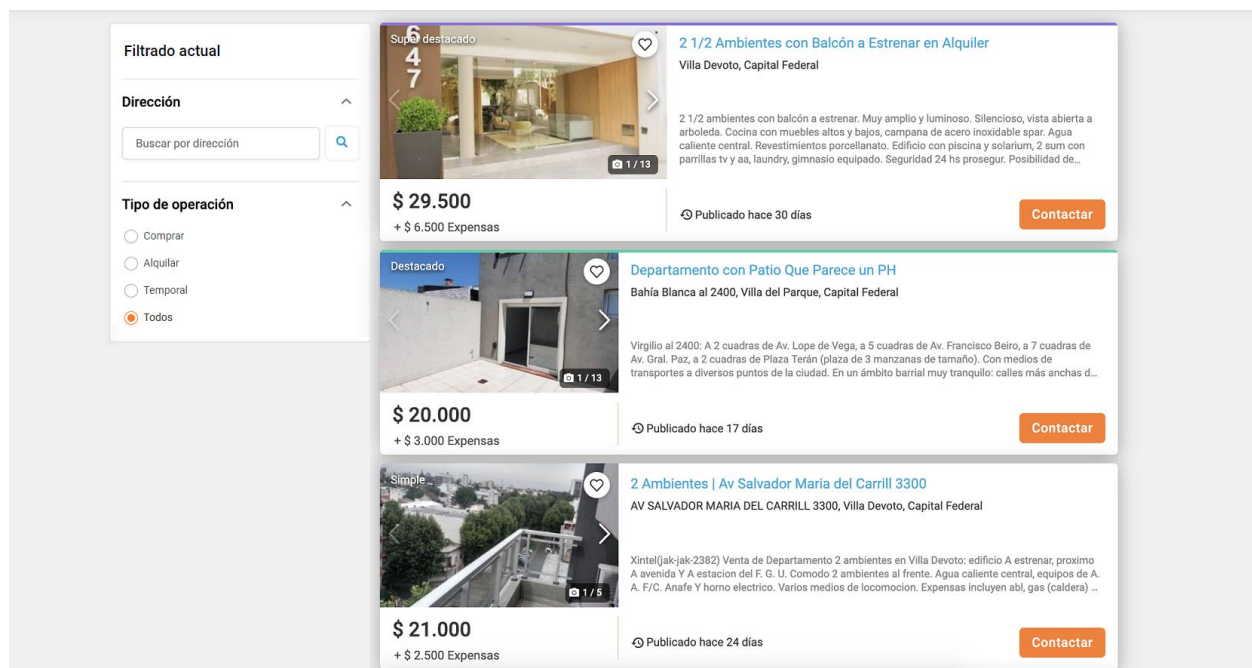 Filtrado actual
Dirección
Buscar por dirección
Tipo de operación
Comprar
Alquilar
Temporal
Todos
Super destacado
6
4
7
1 / 13
2 1/2 Ambientes con Balcón a Estrenar en Alquiler
Villa Devoto, Capital Federal
2 1/2 ambientes con balcón a estrenar. Muy amplio y luminoso. Silencioso, vista abierta a
arboleda. Cocina con muebles altos y bajos, campana de acero inoxidable spar. Agua
caliente central. Revestimientos porcellanato. Edificio con piscina y solarium, 2 sum con
parrillas tv y aa, laundry, gimnasio equipado. Seguridad 24 hs prosegur. Posibilidad de...
$ 29.500
+ $ 6.500 Expensas
Publicado hace 30 días
Contactar
Destacado
1 / 13
Departamento con Patio Que Parece un PH
Bahía Blanca al 2400, Villa del Parque, Capital Federal
Virgilio al 2400: A 2 cuadras de Av. Lope de Vega, a 5 cuadras de Av. Francisco Beiro, a 7 cuadras de
Av. Gral. Paz, a 2 cuadras de Plaza Terán (plaza de 3 manzanas de tamaño). Con medios de
transportes a diversos puntos de la ciudad. En un ámbito barrial muy tranquilo: calles más anchas d...
$ 20.000
+ $ 3.000 Expensas
Publicado hace 17 días
Contactar
Simple
1 / 5
2 Ambientes | Av Salvador Maria del Carrill 3300
AV SALVADOR MARIA DEL CARRILL 3300, Villa Devoto, Capital Federal
Xintel(jak-jak-2382) Venta de Departamento 2 ambientes en Villa Devoto: edificio A estrenar, proximo
A avenida Y A estacion del F. G. U. Comodo 2 ambientes al frente. Agua caliente central, equipos de A.
A. F/C. Anafe Y horno electrico. Varios medios de locomocion. Expensas incluyen abl, gas (caldera) ...
$ 21.000
+ $ 2.500 Expensas
Publicado hace 24 días
Contactar